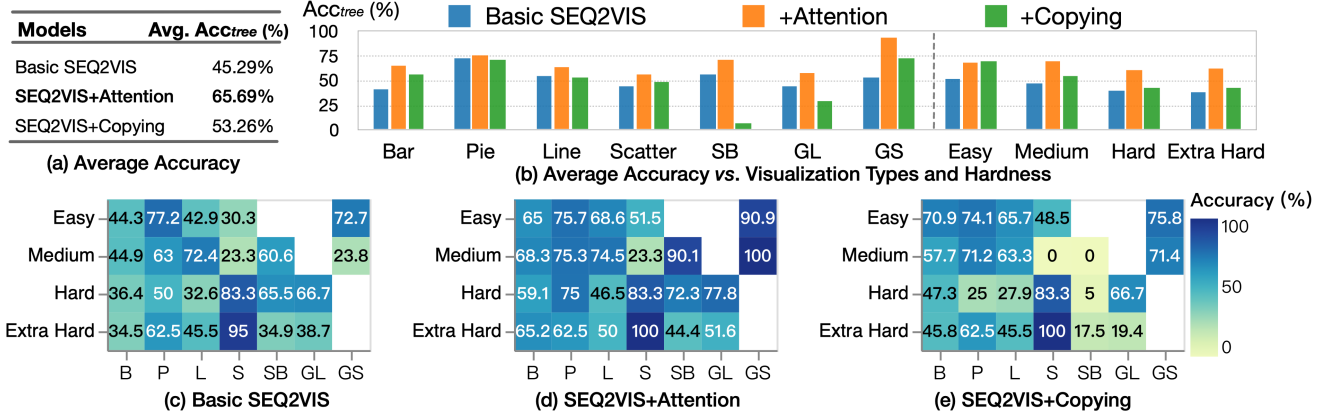 Models Avg. Acctree (%)
Basic SEQ2VIS 45.29%
SEQ2VIS+Attention 65.69%
SEQ2VIS+Copying 53.26%
(a) Average Accuracy
Acctree (%) Basic SEQ2VIS +Attention +Copying
100
75
50
25
0
Bar Pie Line Scatter SB GL GS Easy Medium Hard Extra Hard
(b) Average Accuracy vs. Visualization Types and Hardness
Easy 44.3 77.2 42.9 30.3 72.7
Medium 44.9 63 72.4 23.3 60.6 23.8
Hard 36.4 50 32.6 83.3 65.5 66.7
Extra Hard 34.5 62.5 45.5 95 34.9 38.7
B P L S SB GL GS
(c) Basic SEQ2VIS
Easy 65 75.7 68.6 51.5 90.9
Medium 68.3 75.3 74.5 23.3 90.1 100
Hard 59.1 75 46.5 83.3 72.3 77.8
Extra Hard 65.2 62.5 50 100 44.4 51.6
B P L S SB GL GS
(d) SEQ2VIS+Attention
Easy 70.9 74.1 65.7 48.5 75.8
Medium 57.7 71.2 63.3 0 0 71.4
Hard 47.3 25 27.9 83.3 5 66.7
Extra Hard 45.8 62.5 45.5 100 17.5 19.4
B P L S SB GL GS
(e) SEQ2VIS+Copying
Accuracy (%)
100
50
0